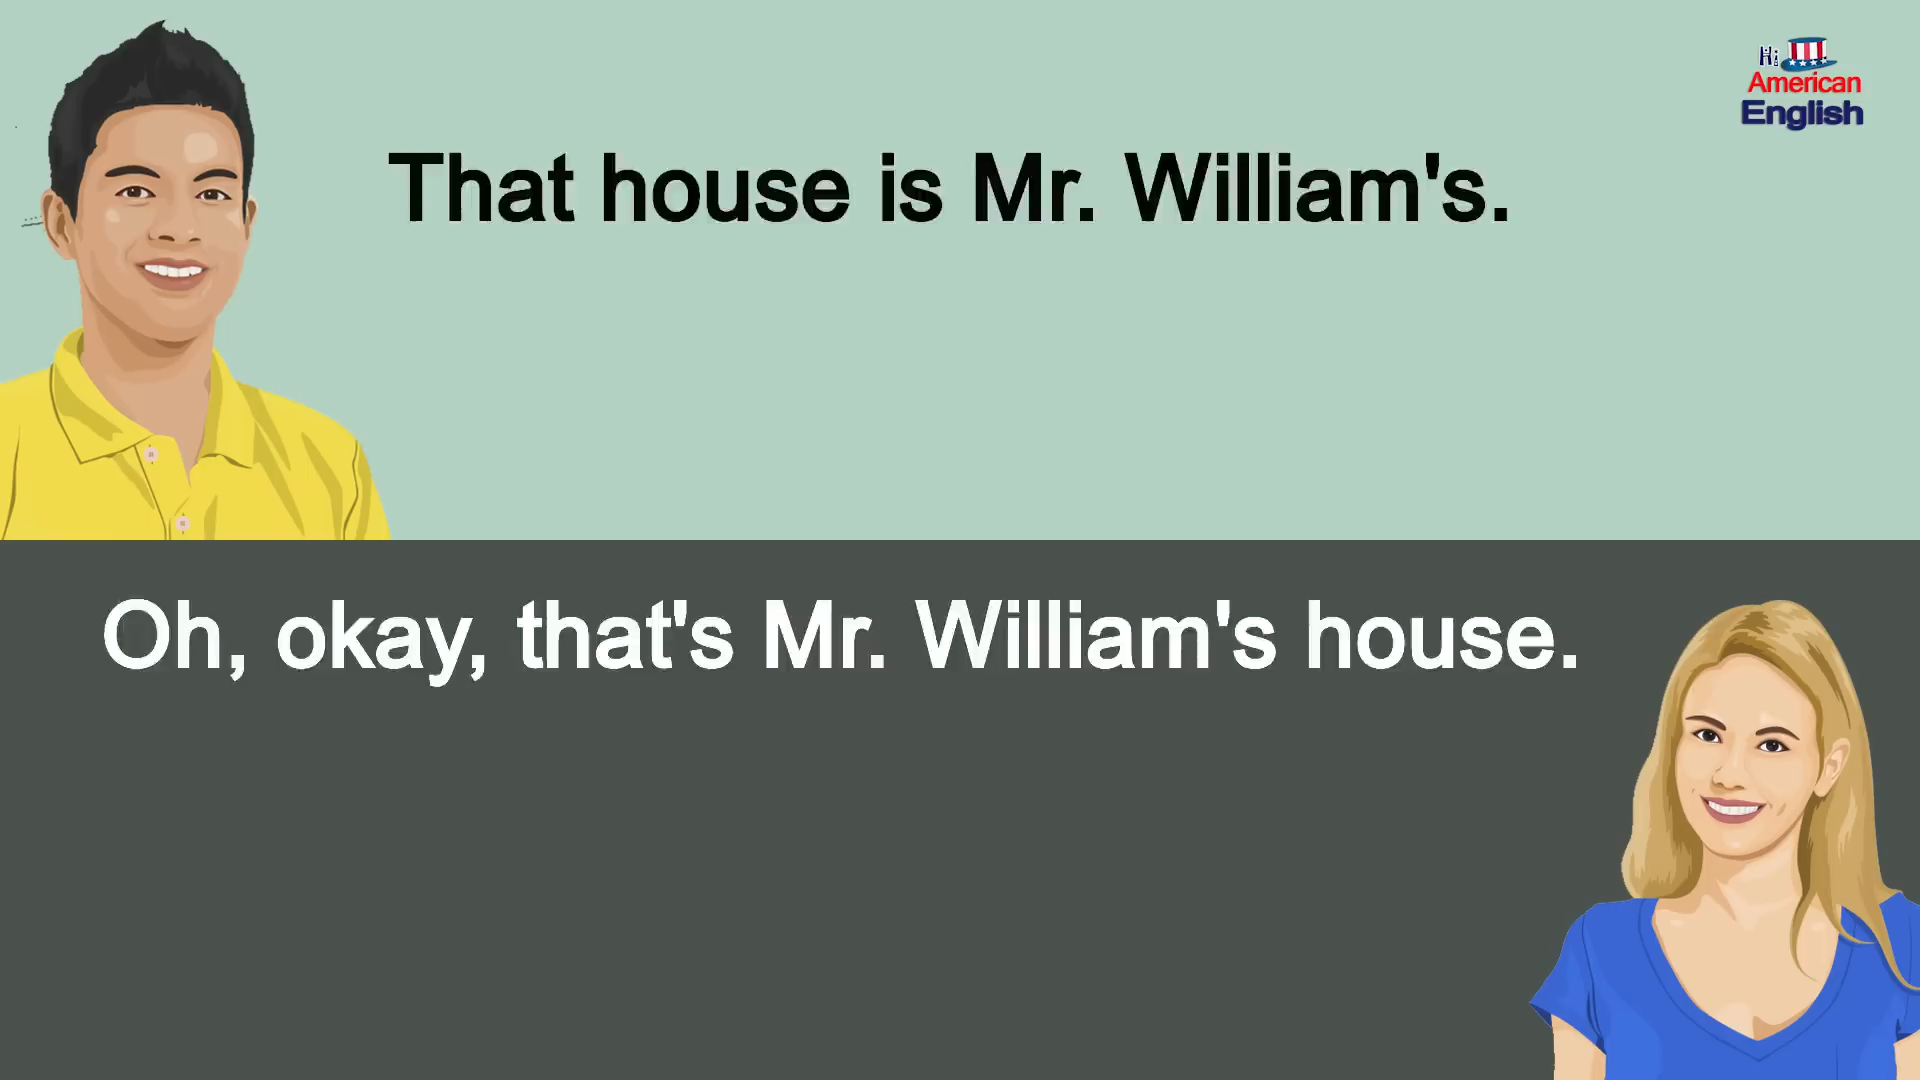 Hi
American
English
That house is Mr. William's.
Oh, okay, that's Mr. William's house.